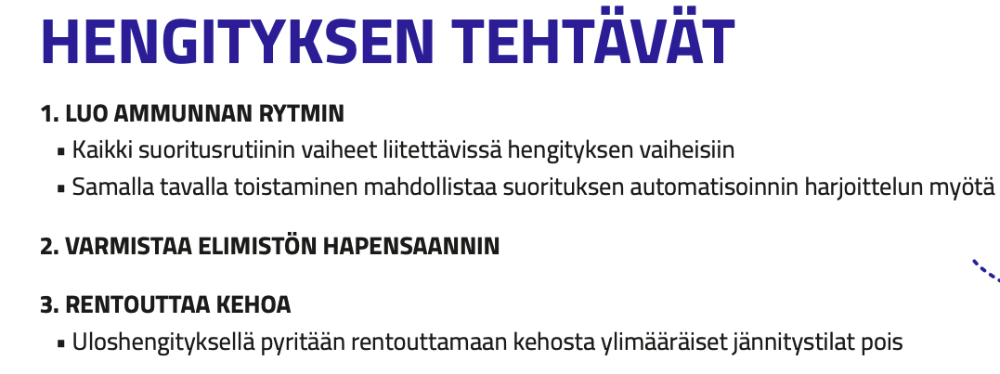 HENGITYKSEN TEHTÄVÄT
1. LUO AMMUNNAN RYTMIN
▪ Kaikki suoritusrutiinin vaiheet liitettävissä hengityksen vaiheisiin
▪ Samalla tavalla toistaminen mahdollistaa suorituksen automatisoinnin harjoittelun myötä
2. VARMISTAA ELIMISTÖN HAPENSAANNIN
3. RENTOUTTAA KEHOA
▪ Uloshengityksellä pyritään rentouttamaan kehosta ylimääräiset jännitystilat pois